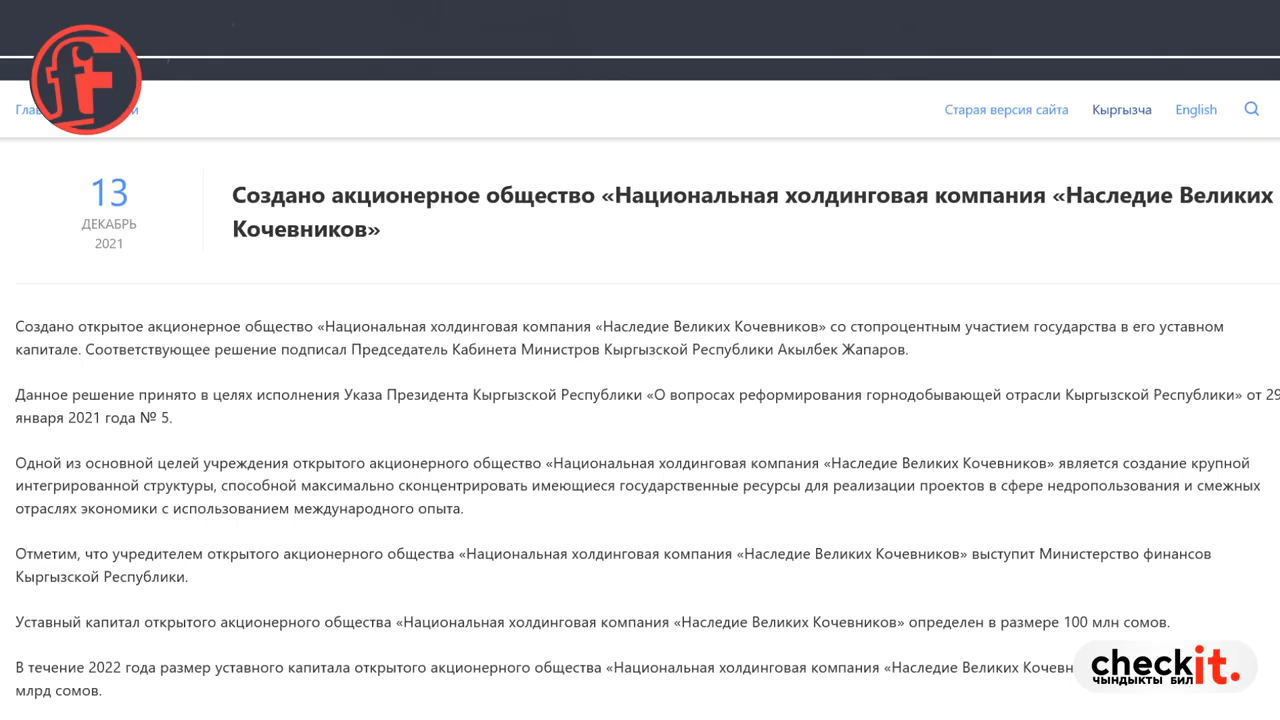 Старая версия сайта Кыргызча English
13
ДЕКАБРЬ
2021
Создано акционерное общество «Национальная холдинговая компания «Наследие Великих
Кочевников»
Создано открытое акционерное общество «Национальная холдинговая компания «Наследие Великих Кочевников» со стопроцентным участием государства в его уставном
капитале. Соответствующее решение подписал Председатель Кабинета Министров Кыргызской Республики Акылбек Жапаров.
Данное решение принято в целях исполнения Указа Президента Кыргызской Республики «О вопросах реформирования горнодобывающей отрасли Кыргызской Республики» от 29
января 2021 года № 5.
Одной из основной целей учреждения открытого акционерного общество «Национальная холдинговая компания «Наследие Великих Кочевников» является создание крупной
интегрированной структуры, способной максимально сконцентрировать имеющиеся государственные ресурсы для реализации проектов в сфере недропользования и смежных
отраслях экономики с использованием международного опыта.
Отметим, что учредителем открытого акционерного общества «Национальная холдинговая компания «Наследие Великих Кочевников» выступит Министерство финансов
Кыргызской Республики.
Уставный капитал открытого акционерного общества «Национальная холдинговая компания «Наследие Великих Кочевников» определен в размере 100 млн сомов.
В течение 2022 года размер уставного капитала открытого акционерного общества «Национальная холдинговая компания «Наследие Великих
млрд сомов.
checkit.
чындыкты бил